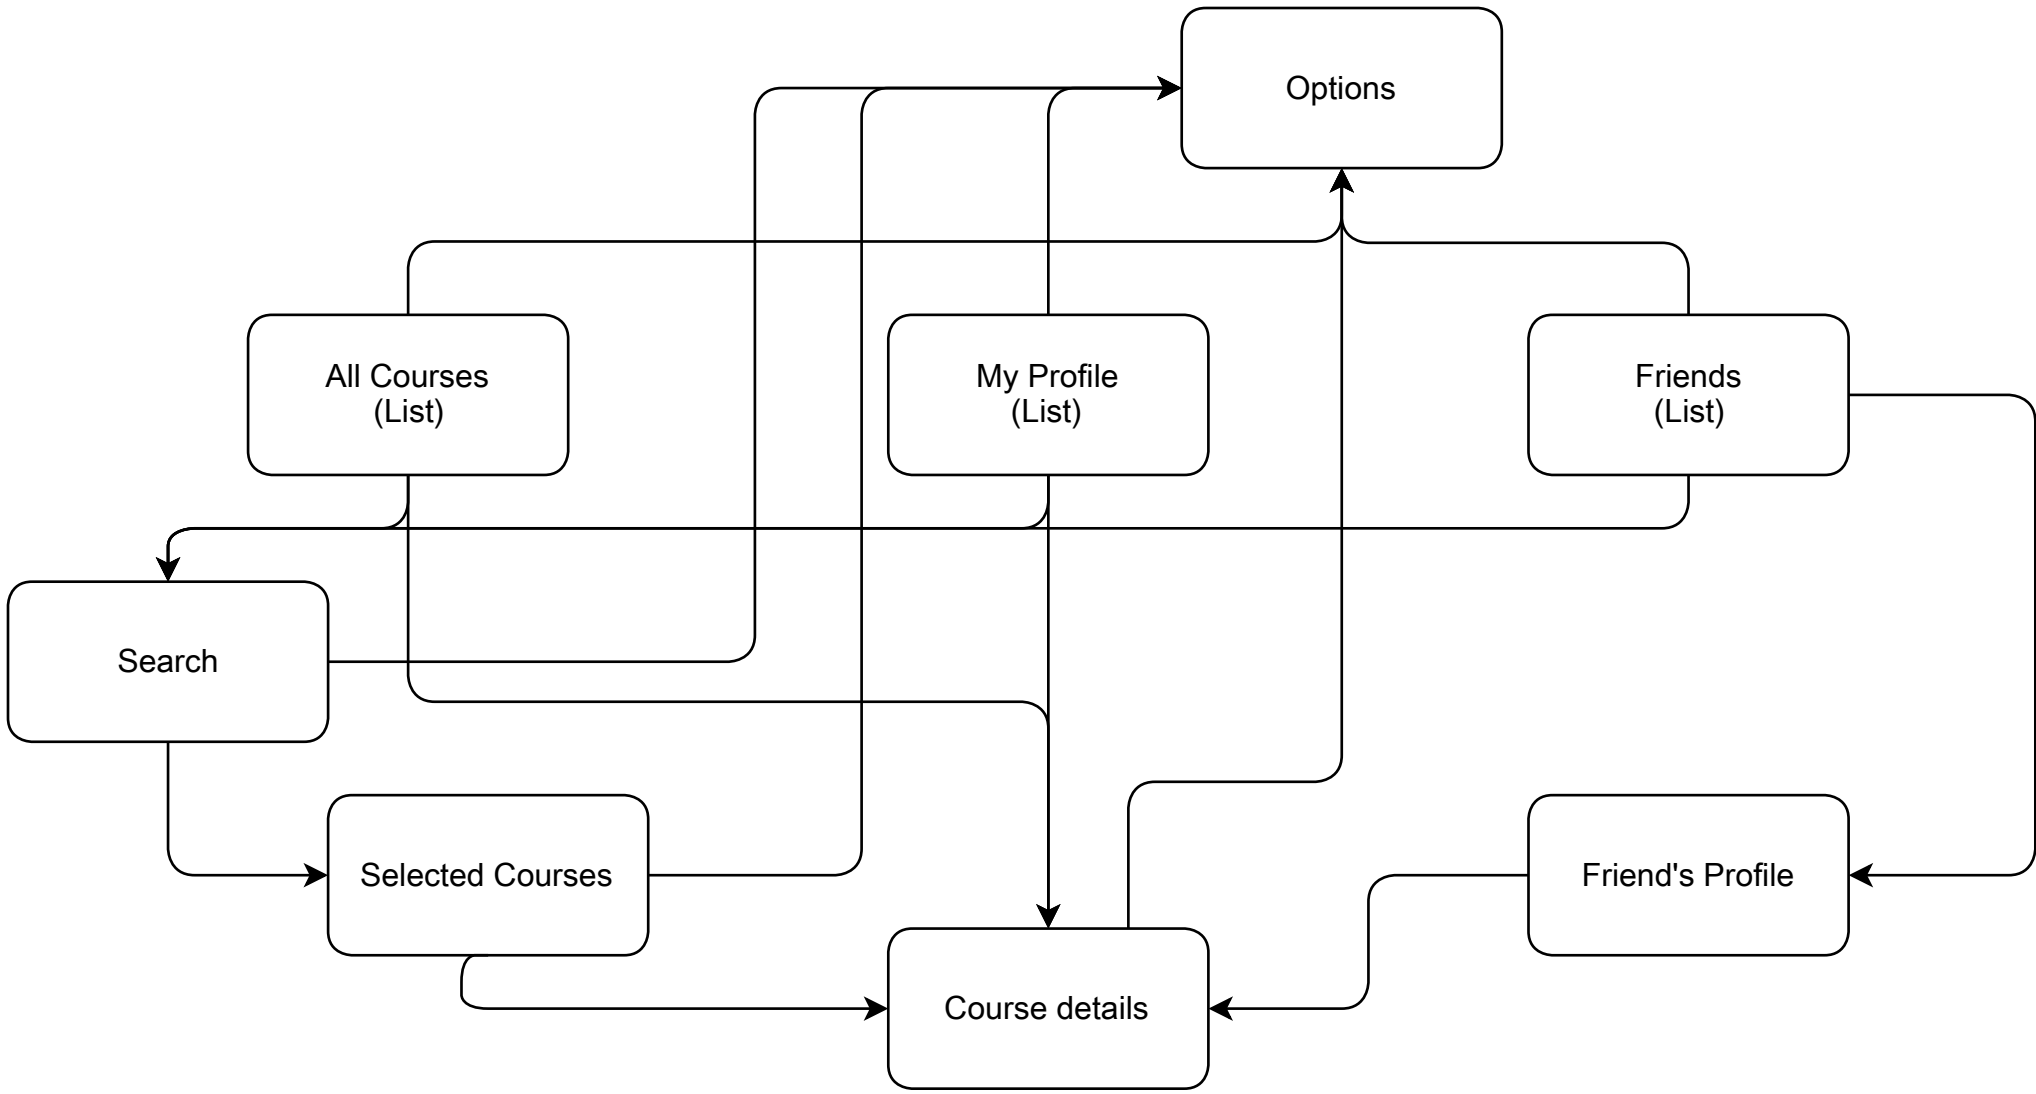 Options
All Courses
(List)
My Profile
(List)
Friends
(List)
Search
Selected Courses
Friend's Profile
Course details